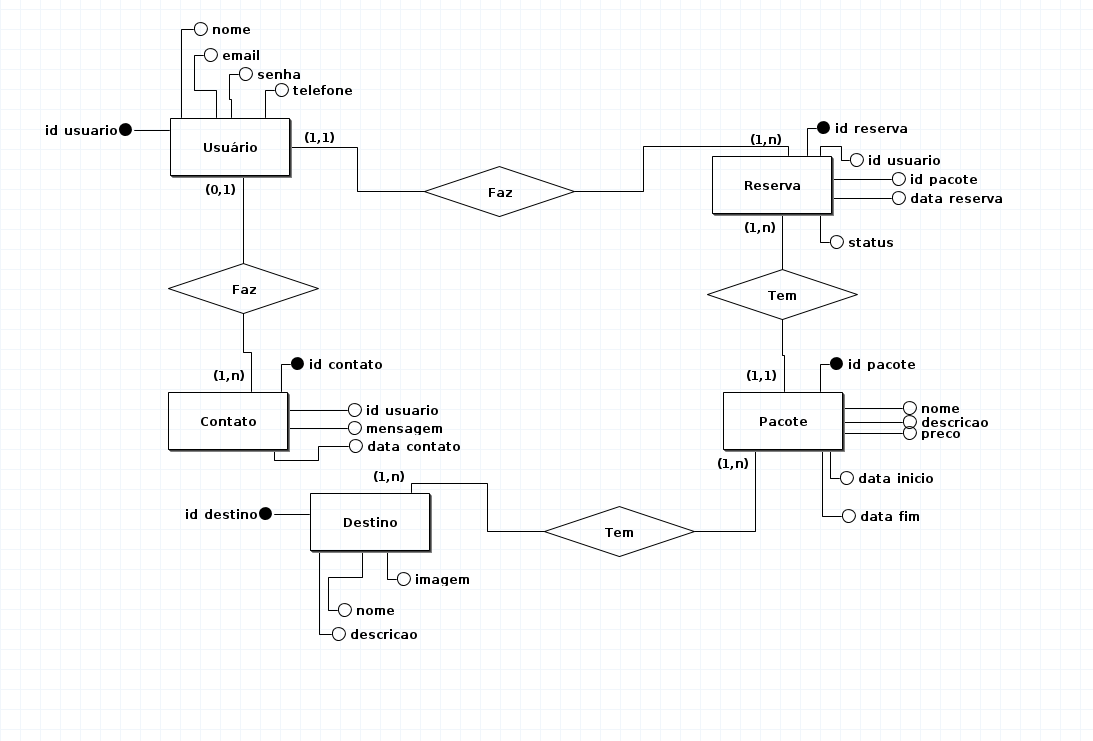 nome
email
senha
telefone
id usuario
Usuário
(1,1)
(0,1)
Faz
(1,n)
id reserva
id usuario
id pacote
data reserva
Reserva
(1,n)
status
Faz
Tem
(1,n)
id contato
Contato
id usuario
mensagem
data contato
(1,1)
id pacote
Pacote
nome
descricao
preco
(1,n)
data inicio
data fim
(1,n)
id destino
Destino
Tem
imagem
nome
descricao